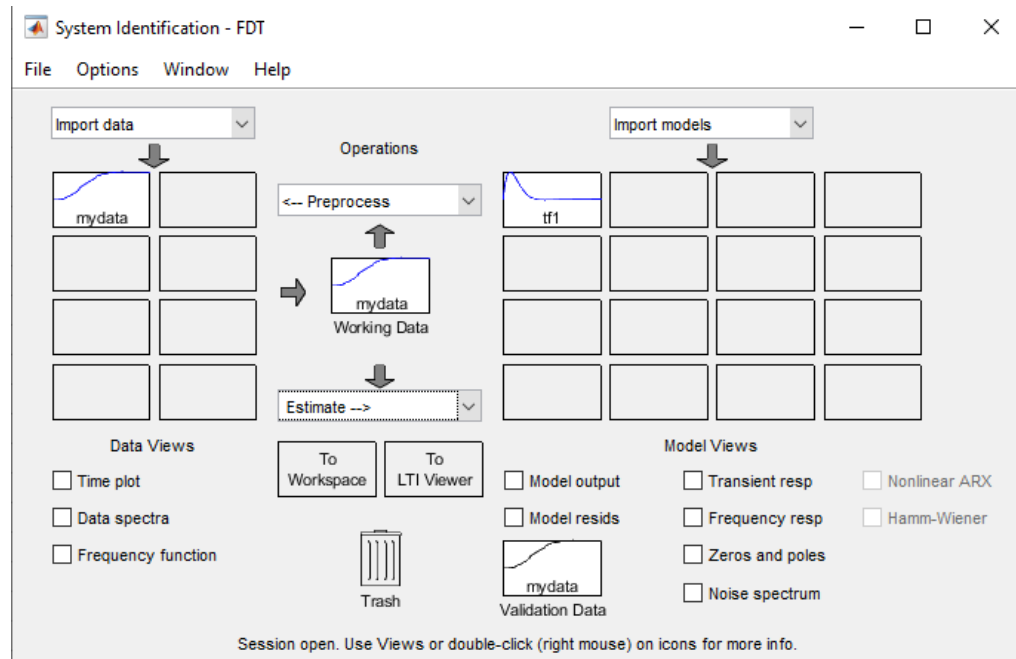 System Identification - FDT
File Options Window Help
Import data
Import models
Operations
mydata
<-- Preprocess
tf1
mydata
Working Data
Estimate -->
Data Views
Model Views
To
Workspace
To
LTI Viewer
Time plot
Data spectra
Frequency function
Model output
Model resids
Transient resp
Frequency resp
Zeros and poles
Noise spectrum
Nonlinear ARX
Hamm-Wiener
Trash
mydata
Validation Data
Session open. Use Views or double-click (right mouse) on icons for more info.